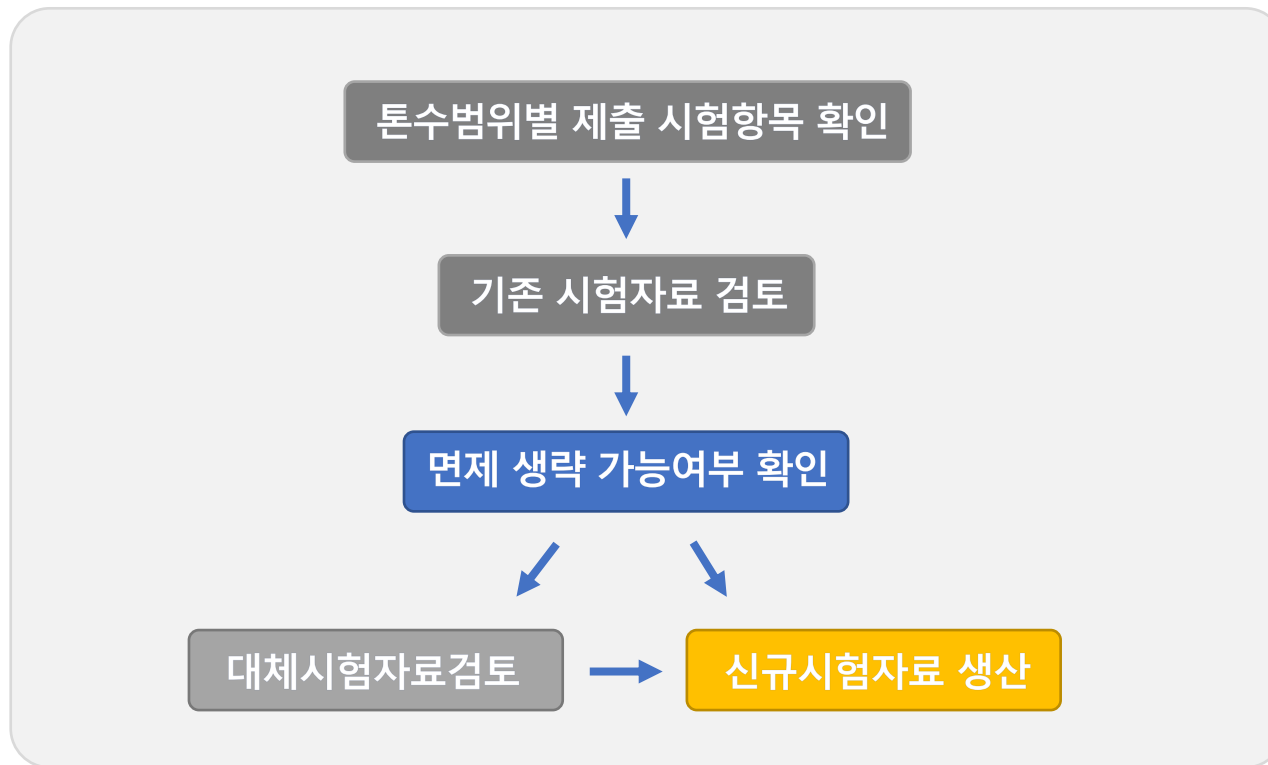 톤수범위별 제출 시험항목 확인
기존 시험자료 검토
면제 생략 가능여부 확인
대체시험자료검토
신규시험자료 생산